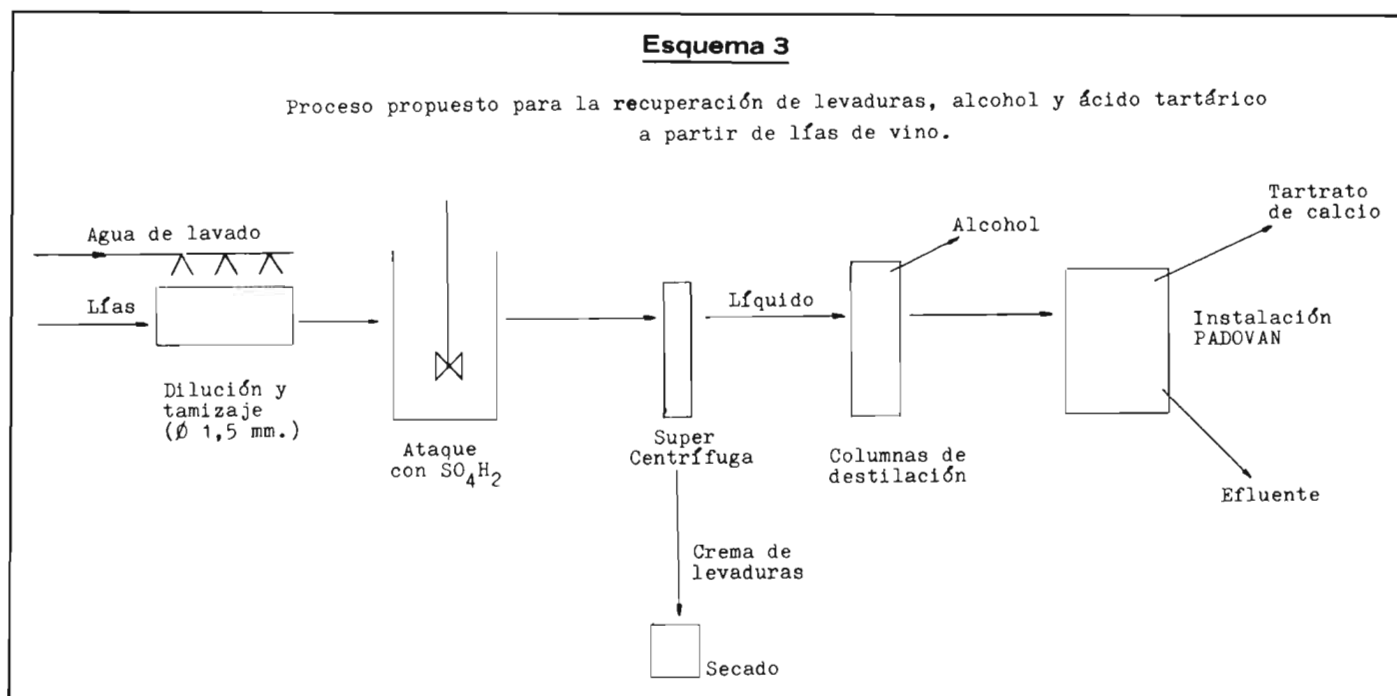 Esquema 3
Proceso propuesto para la recuperación de levaduras, alcohol y ácido tartárico
a partir de lías de vino.
Agua de lavado
Lías
Dilución y
tamizaje
(Ø 1,5 mm.)
Ataque
con SO₄H₂
Super
Centrífuga
Líquido
Crema de
levaduras
Secado
Alcohol
Columnas de
destilación
Tartrato
de calcio
Instalación
PADOVAN
Efluente